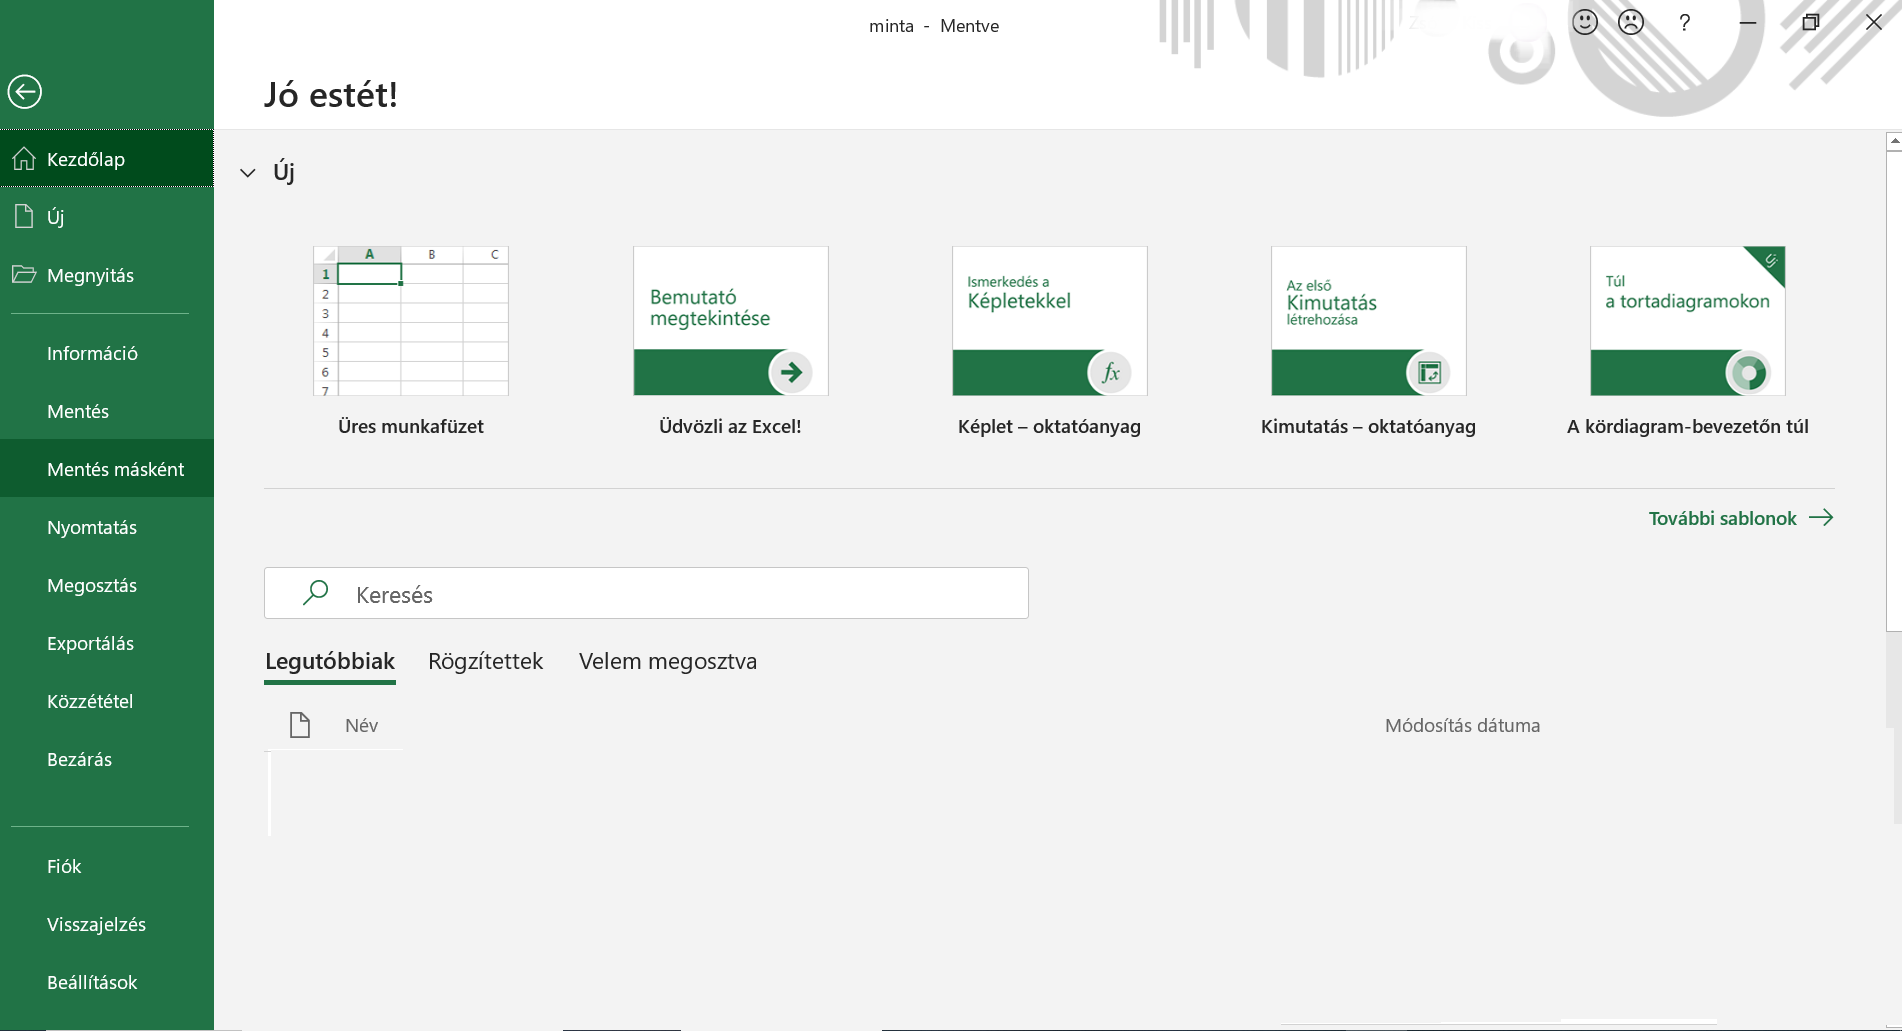 minta - Mentve
?
Jó estét!
Kezdőlap
Új
Megnyitás
Információ
Mentés
Mentés másként
Nyomtatás
Megosztás
Exportálás
Közzététel
Bezárás
Fiók
Visszajelzés
Beállítások
Új
A B C
1
2
3
4
5
6
7
Üres munkafüzet
Bemutató
megtekintése
Üdvözli az Excel!
Ismerkedés a
Képletekkel
fx
Képlet – oktatóanyag
Az első
Kimutatás
létrehozása
Kimutatás – oktatóanyag
Új
Túl
a tortadiagramokon
A kördiagram-bevezetőn túl
További sablonok
Keresés
Legutóbbiak Rögzítettek Velem megosztva
Név Módosítás dátuma